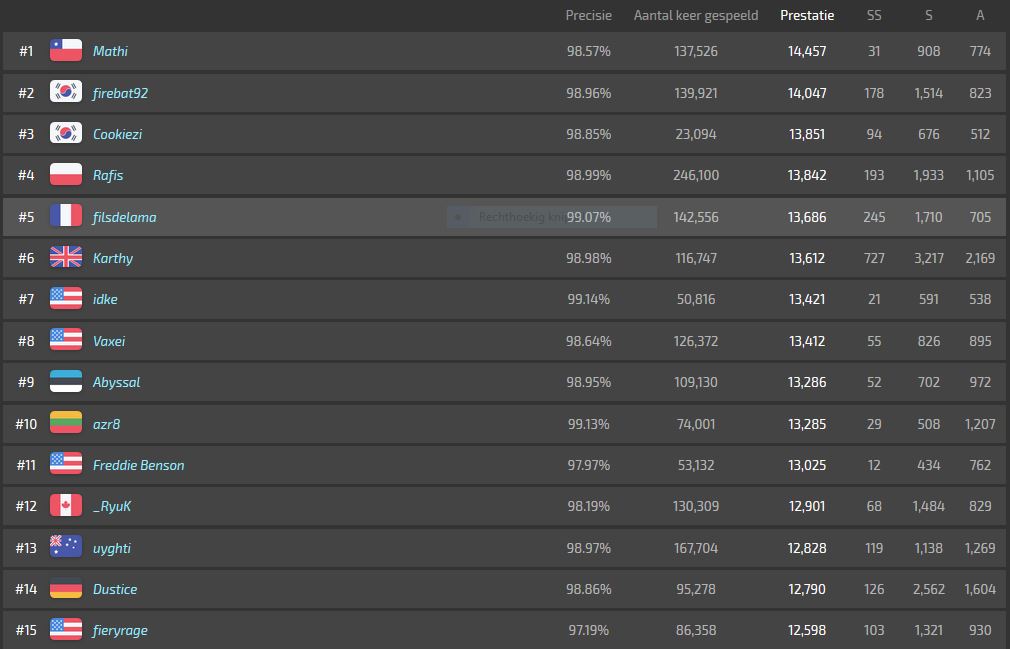 Precisie Aantal keer gespeeld Prestatie SS S A
#1 Mathi 98.57% 137,526 14,457 31 908 774
#2 firebat92 98.96% 139,921 14,047 178 1,514 823
#3 Cookiezi 98.85% 23,094 13,851 94 676 512
#4 Rafis 98.99% 246,100 13,842 193 1,933 1,105
#5 filsdelama Rechthoekig 99.07% 142,556 13,686 245 1,710 705
#6 Karthy 98.98% 116,747 13,612 727 3,217 2,169
#7 idke 99.14% 50,816 13,421 21 591 538
#8 Vaxei 98.64% 126,372 13,412 55 826 895
#9 Abyssal 98.95% 109,130 13,286 52 702 972
#10 azr8 99.13% 74,001 13,285 29 508 1,207
#11 Freddie Benson 97.97% 53,132 13,025 12 434 762
#12 _RyuK 98.19% 130,309 12,901 68 1,484 829
#13 uyghti 98.97% 167,704 12,828 119 1,138 1,269
#14 Dustice 98.86% 95,278 12,790 126 2,562 1,604
#15 fieryrage 97.19% 86,358 12,598 103 1,321 930